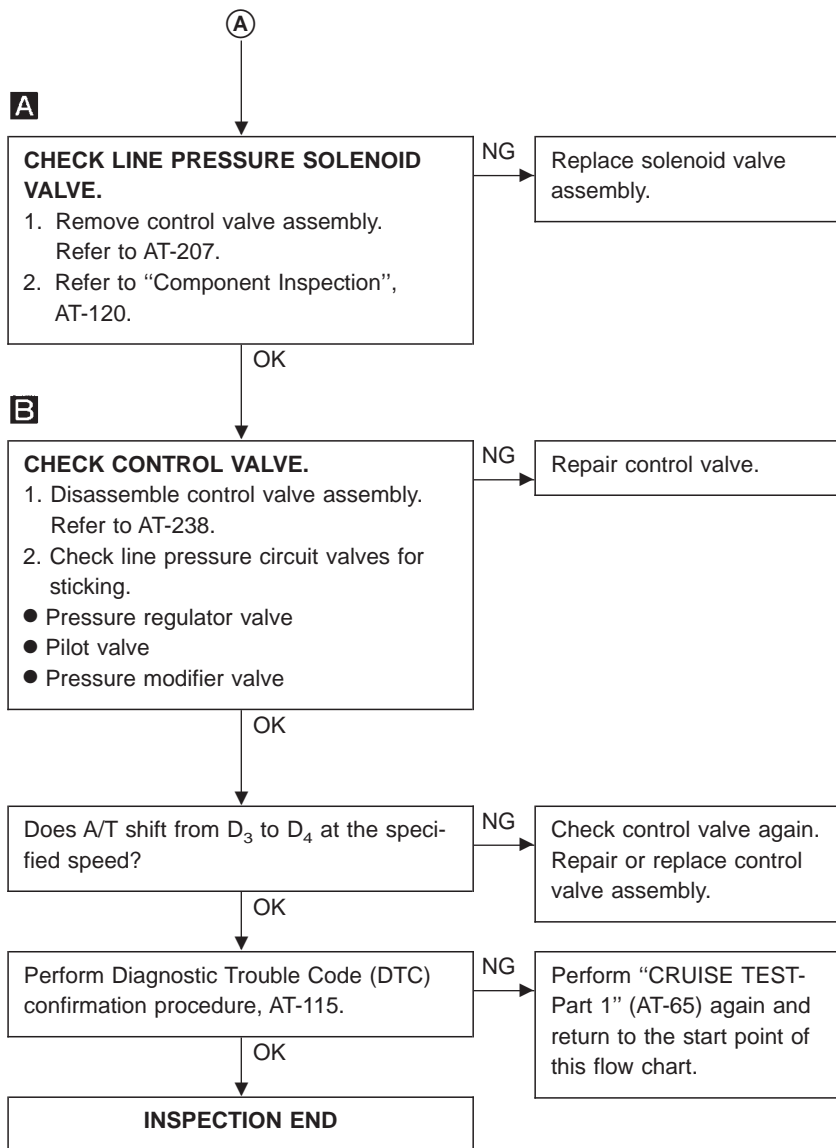 A
A
CHECK LINE PRESSURE SOLENOID
VALVE.
1. Remove control valve assembly.
Refer to AT-207.
2. Refer to ‘‘Component Inspection’’,
AT-120.
NG
Replace solenoid valve
assembly.
OK
B
CHECK CONTROL VALVE.
1. Disassemble control valve assembly.
Refer to AT-238.
2. Check line pressure circuit valves for
sticking.
● Pressure regulator valve
● Pilot valve
● Pressure modifier valve
NG
Repair control valve.
OK
Does A/T shift from D3 to D4 at the speci-
fied speed?
NG
Check control valve again.
Repair or replace control
valve assembly.
OK
Perform Diagnostic Trouble Code (DTC)
confirmation procedure, AT-115.
NG
Perform ‘‘CRUISE TEST-
Part 1’’ (AT-65) again and
return to the start point of
this flow chart.
OK
INSPECTION END